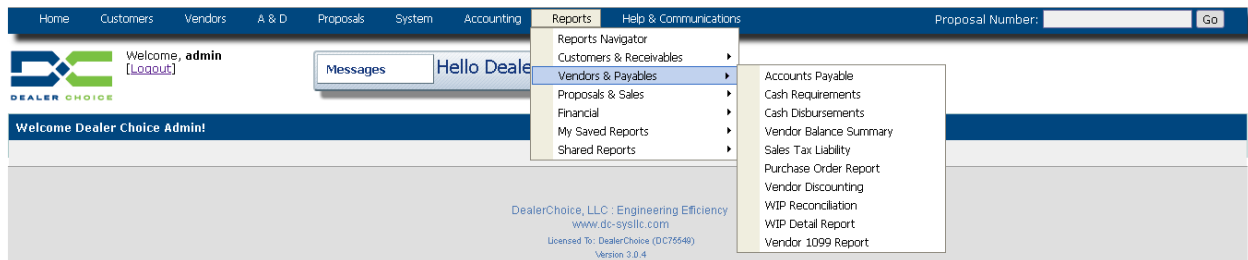 Home Customers Vendors A & D Proposals System Accounting Reports Help & Communications Proposal Number: Go
Welcome, admin
[Logout]
DEALER CHOICE
Messages
Hello Deale
Welcome Dealer Choice Admin!
Reports Navigator
Customers & Receivables
Vendors & Payables
Proposals & Sales
Financial
My Saved Reports
Shared Reports
Accounts Payable
Cash Requirements
Cash Disbursements
Vendor Balance Summary
Sales Tax Liability
Purchase Order Report
Vendor Discounting
WIP Reconciliation
WIP Detail Report
Vendor 1099 Report
DealerChoice, LLC : Engineering Efficiency
www.dc-sysllc.com
Licensed To: DealerChoice (DC75549)
Version 3.0.4